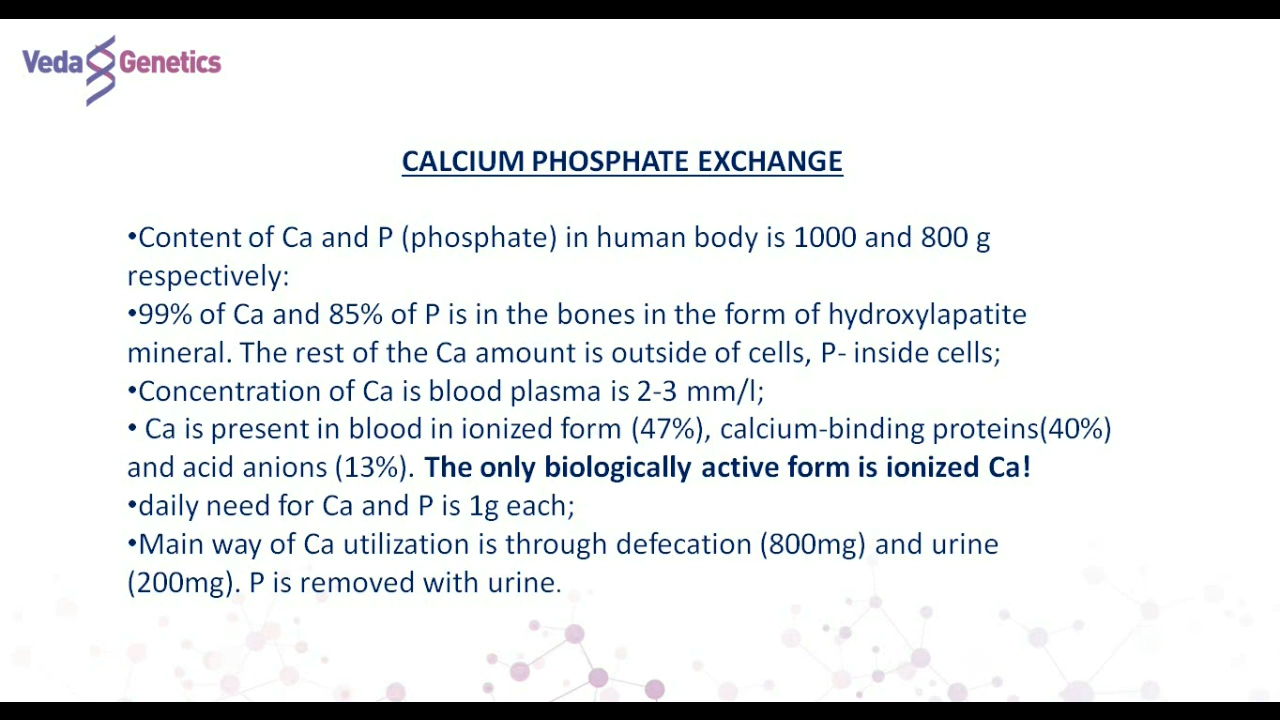 Veda Genetics
CALCIUM PHOSPHATE EXCHANGE
•Content of Ca and P (phosphate) in human body is 1000 and 800 g
respectively:
•99% of Ca and 85% of P is in the bones in the form of hydroxylapatite
mineral. The rest of the Ca amount is outside of cells, P- inside cells;
•Concentration of Ca is blood plasma is 2-3 mm/l;
• Ca is present in blood in ionized form (47%), calcium-binding proteins(40%)
and acid anions (13%). The only biologically active form is ionized Ca!
•daily need for Ca and P is 1g each;
•Main way of Ca utilization is through defecation (800mg) and urine
(200mg). P is removed with urine.